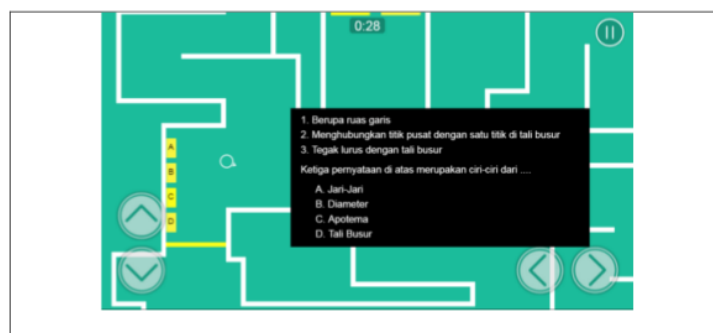 0:28
1. Berupa ruas garis
2. Menghubungkan titik pusat dengan satu titik di tali busur
3. Tegak lurus dengan tali busur
Ketiga pernyataan di atas merupakan ciri-ciri dari ....
A. Jari-Jari
B. Diameter
C. Apotema
D. Tali Busur
A
B
C
D